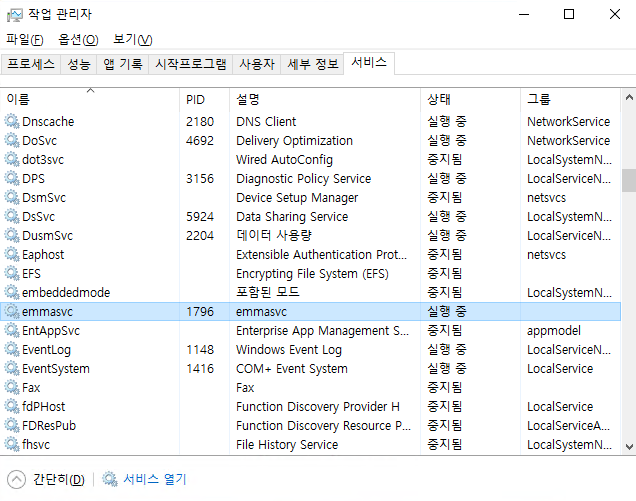 작업 관리자
파일(F) 옵션(O) 보기(V)
프로세스 성능 앱 기록 시작프로그램 사용자 세부 정보 서비스
이름 PID 설명 상태 그룹
Dnscache 2180 DNS Client 실행 중 NetworkService
DoSvc 4692 Delivery Optimization 실행 중 NetworkService
dot3svc Wired AutoConfig 중지됨 LocalSystemN...
DPS 3156 Diagnostic Policy Service 실행 중 LocalServiceN...
DsmSvc Device Setup Manager 중지됨 netsvcs
DsSvc 5924 Data Sharing Service 실행 중 LocalSystemN...
DusmSvc 2204 데이터 사용량 실행 중 LocalServiceN...
Eaphost Extensible Authentication Prot... 중지됨 netsvcs
EFS Encrypting File System (EFS) 중지됨
embeddedmode 포함된 모드 중지됨 LocalSystemN...
emmasvc 1796 emmasvc 실행 중
EntAppSvc Enterprise App Management S... 중지됨 appmodel
EventLog 1148 Windows Event Log 실행 중 LocalServiceN...
EventSystem 1416 COM+ Event System 실행 중 LocalService
Fax Fax 중지됨
fdPHost Function Discovery Provider H 중지됨 LocalService
FDResPub Function Discovery Resource P... 중지됨 LocalServiceA...
fhsvc File History Service 중지됨 LocalSystemN...
간단히(D) 서비스 열기